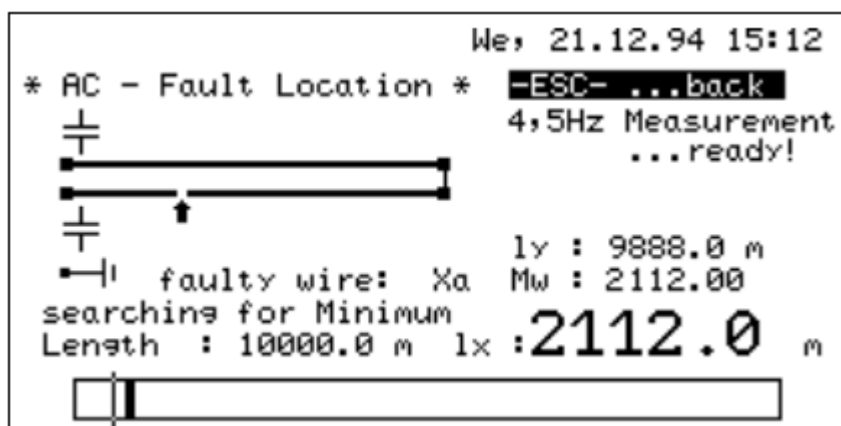 We, 21.12.94 15:12
* AC - Fault Location * -ESC- ...back
4,5Hz Measurement
...ready!
ly : 9888.0 m
faulty wire: Xa Mw : 2112.00
searching for Minimum
Length : 10000.0 m lx :2112.0 m